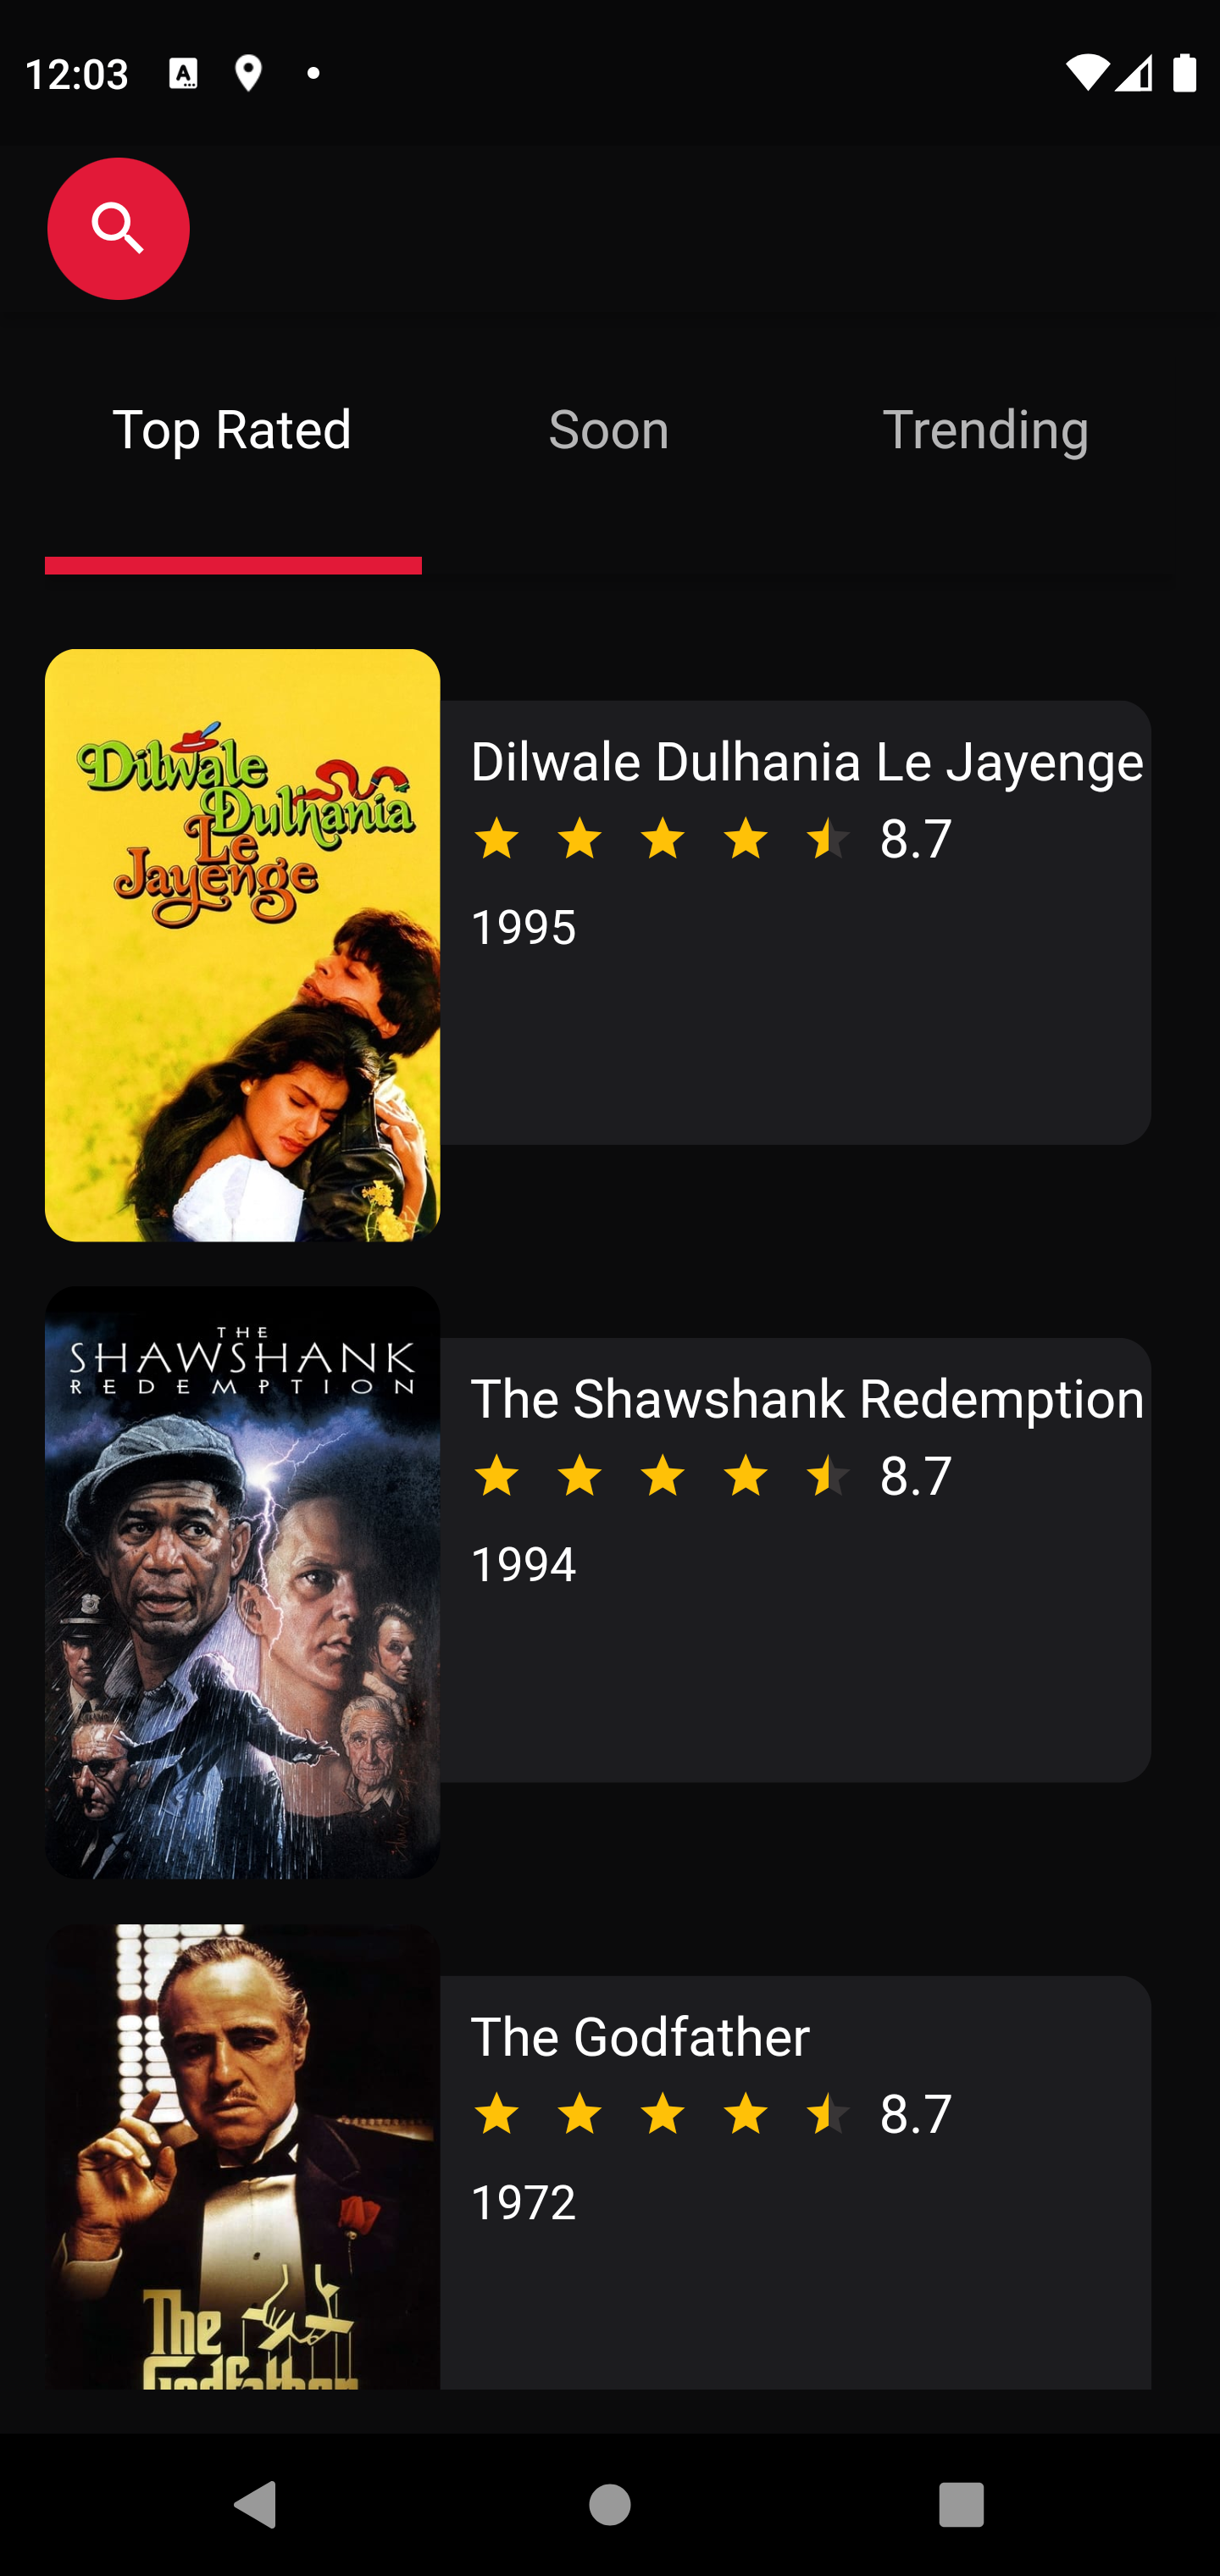 12:03
Top Rated
Soon
Trending
Dilwale
Dulhania
Le
Jayenge
Dilwale Dulhania Le Jayenge
8.7
1995
THE
SHAWSHANK
REDEMPTION
The Shawshank Redemption
8.7
1994
The Godfather
8.7
1972
The
Godfather